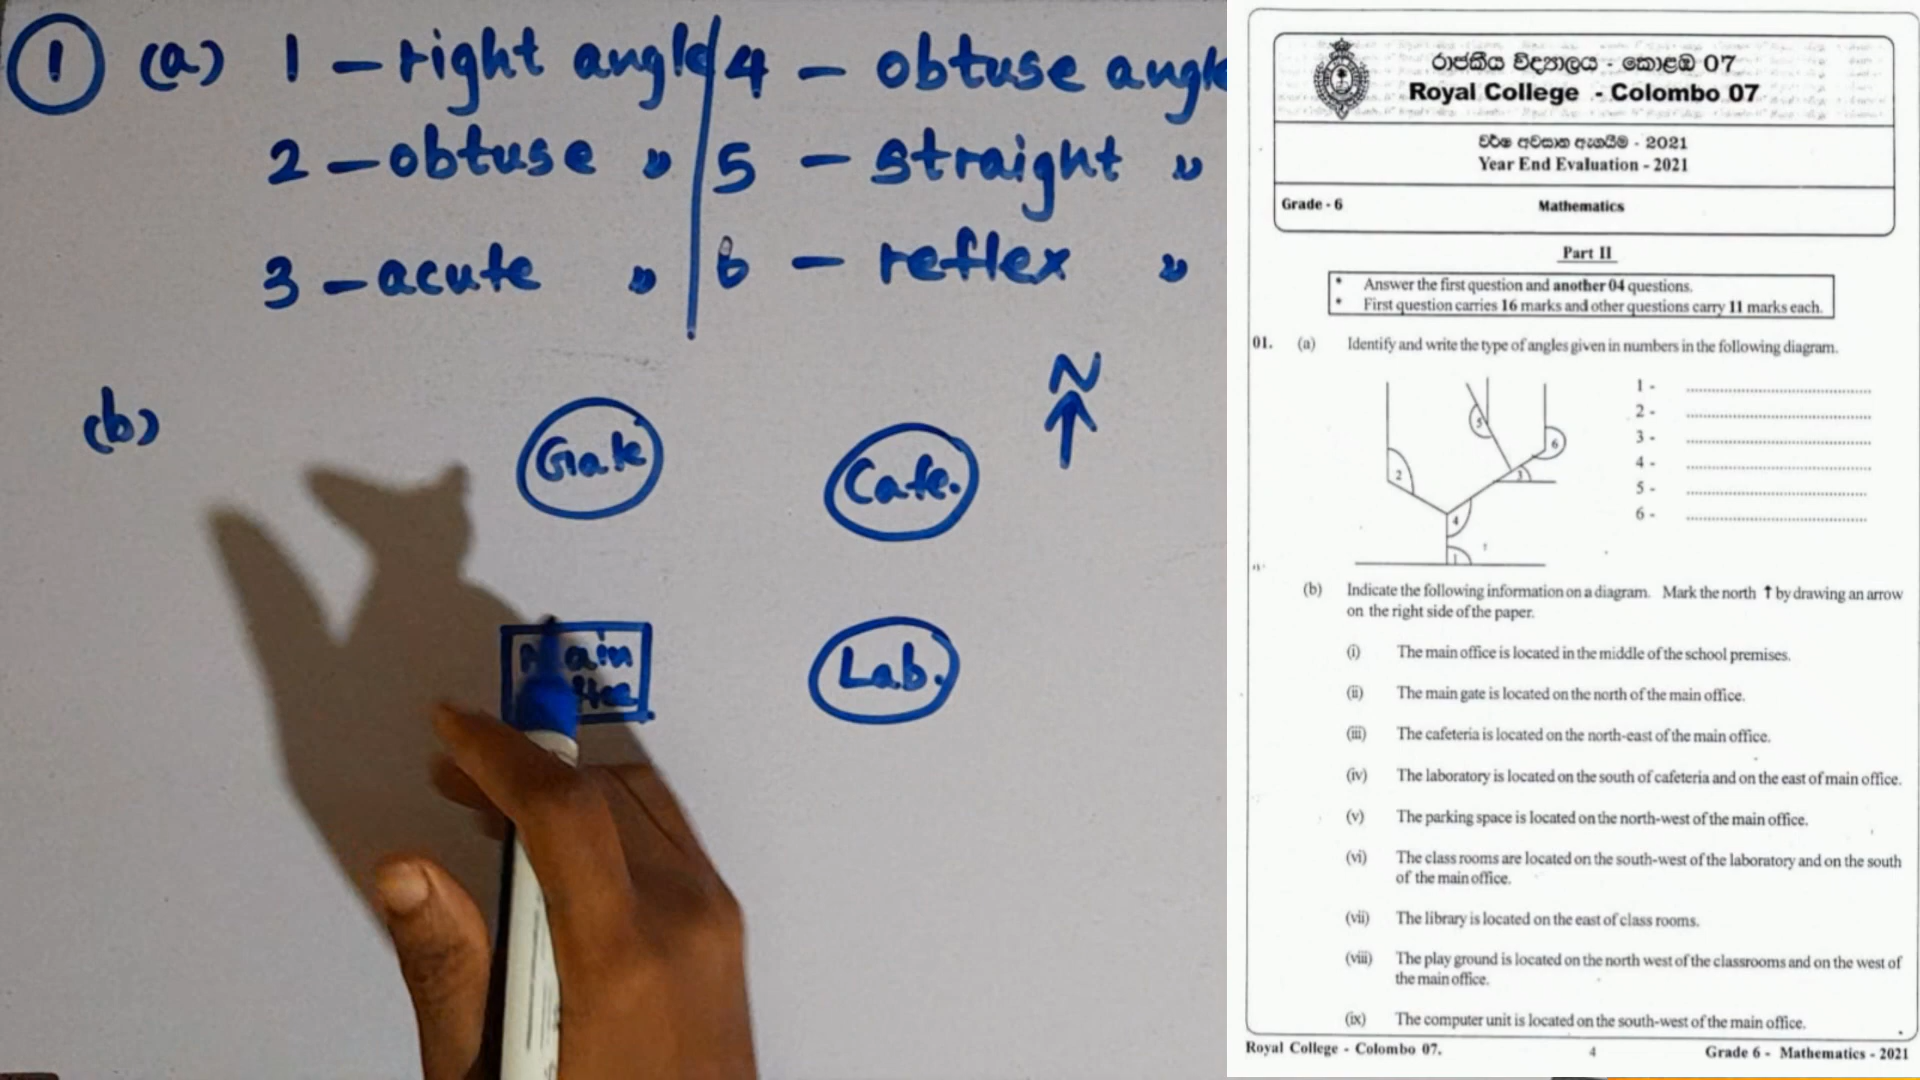 1 (a) 1 – right angle 4 – obtuse angle
2 – obtuse " 5 – straight "
3 – acute " 6 – reflex "
(b)
N
Gate
Cafe.
Main
Lab.
රාජකීය විද්‍යාලය - කොළඹ 07
Royal College - Colombo 07
වර්ෂ අවසාන ඇගයීම - 2021
Year End Evaluation - 2021
Grade - 6 Mathematics
Part II
* Answer the first question and another 04 questions.
* First question carries 16 marks and other questions carry 11 marks each.
01. (a) Identify and write the type of angles given in numbers in the following diagram.
2 5 6 3 4 1
1 - ........................................
2 - ........................................
3 - ........................................
4 - ........................................
5 - ........................................
6 - ........................................
(b) Indicate the following information on a diagram. Mark the north ↑ by drawing an arrow
on the right side of the paper.
(i) The main office is located in the middle of the school premises.
(ii) The main gate is located on the north of the main office.
(iii) The cafeteria is located on the north-east of the main office.
(iv) The laboratory is located on the south of cafeteria and on the east of main office.
(v) The parking space is located on the north-west of the main office.
(vi) The class rooms are located on the south-west of the laboratory and on the south
of the main office.
(vii) The library is located on the east of class rooms.
(viii) The play ground is located on the north west of the classrooms and on the west of
the main office.
(ix) The computer unit is located on the south-west of the main office.
Royal College - Colombo 07. 4 Grade 6 - Mathematics - 2021